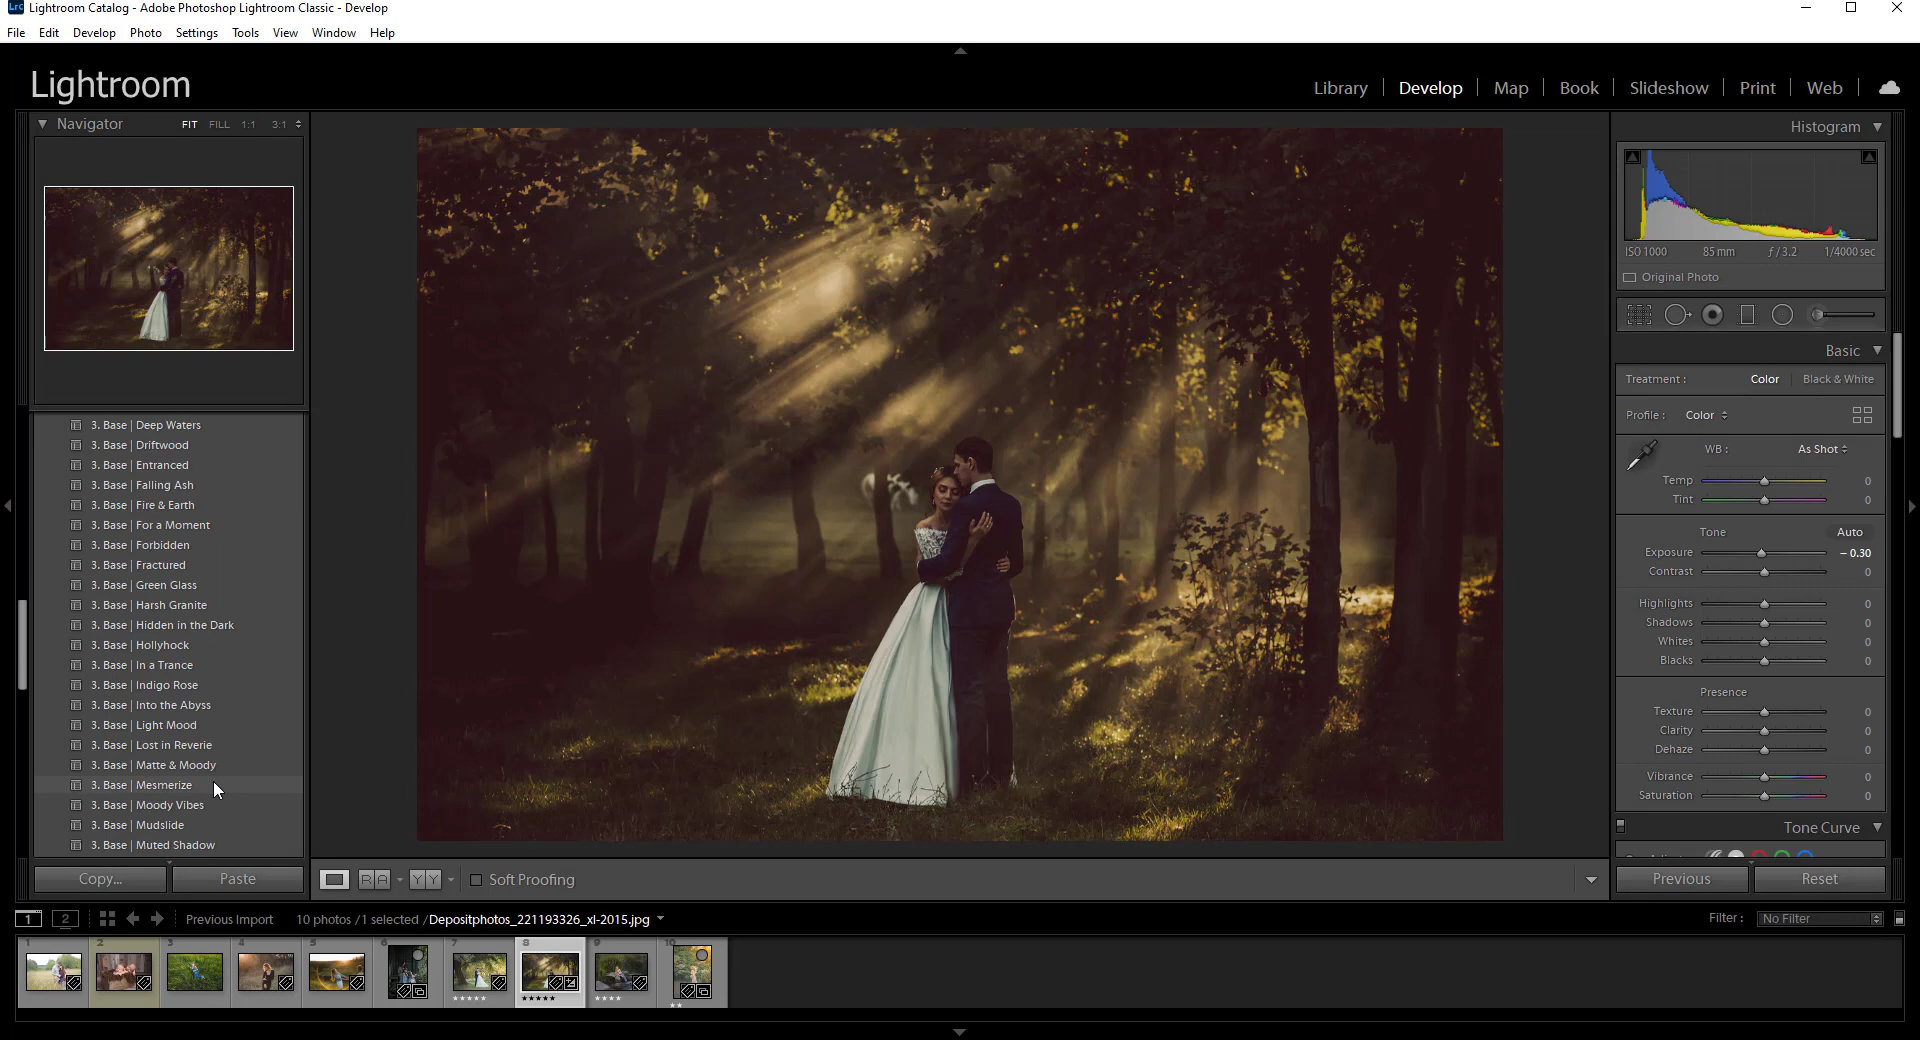 Lightroom Catalog - Adobe Photoshop Lightroom Classic - Develop
File Edit Develop Photo Settings Tools View Window Help
Lightroom
Library | Develop | Map | Book | Slideshow | Print | Web
Navigator FIT FILL 1:1 3:1
3. Base | Deep Waters
3. Base | Driftwood
3. Base | Entranced
3. Base | Falling Ash
3. Base | Fire & Earth
3. Base | For a Moment
3. Base | Forbidden
3. Base | Fractured
3. Base | Green Glass
3. Base | Harsh Granite
3. Base | Hidden in the Dark
3. Base | Hollyhock
3. Base | In a Trance
3. Base | Indigo Rose
3. Base | Into the Abyss
3. Base | Light Mood
3. Base | Lost in Reverie
3. Base | Matte & Moody
3. Base | Mesmerize
3. Base | Moody Vibes
3. Base | Mudslide
3. Base | Muted Shadow
Copy... Paste
Histogram
ISO 1000 85 mm ƒ / 3.2 1/4000 sec
Original Photo
Basic
Treatment : Color Black & White
Profile : Color
WB : As Shot
Temp 0
Tint 0
Tone Auto
Exposure – 0.30
Contrast 0
Highlights 0
Shadows 0
Whites 0
Blacks 0
Presence
Texture 0
Clarity 0
Dehaze 0
Vibrance 0
Saturation 0
Tone Curve
Previous Reset
R A Y Y Soft Proofing
1 2 Previous Import 10 photos / 1 selected / Depositphotos_221193326_xl-2015.jpg
Filter : No Filter
1 2 3 4 5 6 7 8 9 10